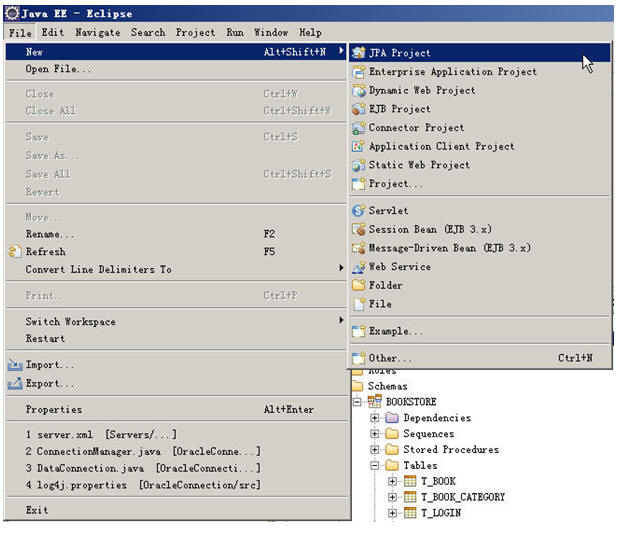 Java EE - Eclipse
File Edit Navigate Search Project Run Window Help
New Alt+Shift+N
Open File...
Close Ctrl+W
Close All Ctrl+Shift+W
Save Ctrl+S
Save As...
Save All Ctrl+Shift+S
Revert
Move...
Rename... F2
Refresh F5
Convert Line Delimiters To
Print... Ctrl+P
Switch Workspace
Restart
Import...
Export...
Properties Alt+Enter
1 server.xml [Servers/...]
2 ConnectionManager.java [OracleConne...]
3 DataConnection.java [OracleConnecti...]
4 log4j.properties [OracleConnection/src]
Exit
JPA Project
Enterprise Application Project
Dynamic Web Project
EJB Project
Connector Project
Application Client Project
Static Web Project
Project...
Servlet
Session Bean (EJB 3.x)
Message-Driven Bean (EJB 3.x)
Web Service
Folder
File
Example...
Other... Ctrl+N
Roles
Schemas
BOOKSTORE
Dependencies
Sequences
Stored Procedures
Tables
T_BOOK
T_BOOK_CATEGORY
T_LOGIN